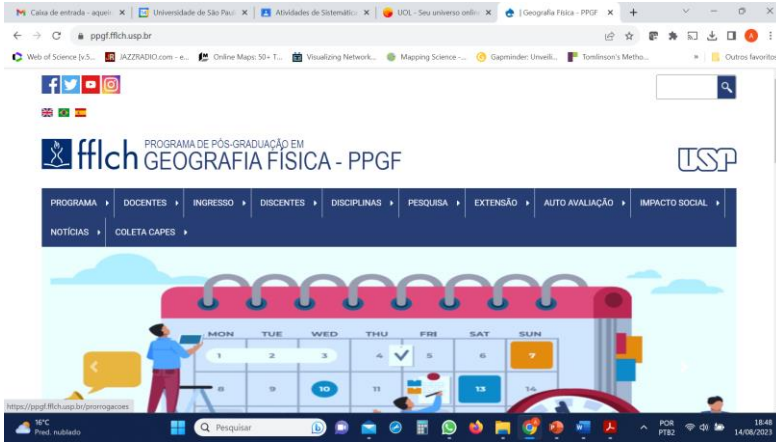 Caixa de entrada - aquel
Universidade de São Paul
Atividades de Sistemátic
UOL - Seu universo onlin
| Geografia Física - PPGF
ppgf.fflch.usp.br
Web of Science [v.5...
JAZZRADIO.com – e...
Online Maps: 50+ T...
Visualizing Network...
Mapping Science -...
Gapminder: Unveili...
Tomlinson's Metho...
»
Outros favoritos
fflch
PROGRAMA DE PÓS-GRADUAÇÃO EM
GEOGRAFIA FÍSICA - PPGF
USP
PROGRAMA
DOCENTES
INGRESSO
DISCENTES
DISCIPLINAS
PESQUISA
EXTENSÃO
AUTO AVALIAÇÃO
IMPACTO SOCIAL
NOTÍCIAS
COLETA CAPES
MON TUE WED THU FRI SAT SUN
1 2 3 4 5 6 7
8 9 10 11 13 14
https://ppgf.fflch.usp.br/prorrogacoes
16°C
Pred. nublado
Pesquisar
POR
PTB2
18:48
14/08/2023